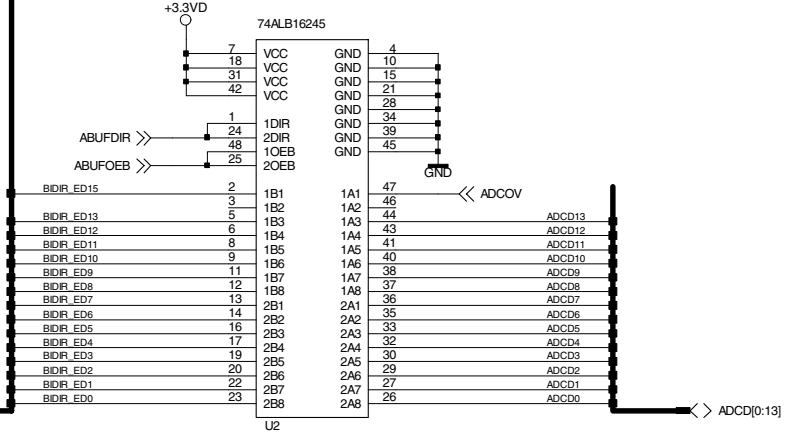 +3.3VD
74ALB16245
7 VCC GND 4
18 VCC GND 10
31 VCC GND 15
42 VCC GND 21
GND 28
1 1DIR GND 34
ABUFDIR 24 2DIR GND 39
48 1OEB GND 45
ABUFOEB 25 2OEB
GND
BIDIR_ED15 2 1B1 1A1 47 ADCOV
3 1B2 1A2 46
BIDIR_ED13 5 1B3 1A3 44 ADCD13
BIDIR_ED12 6 1B4 1A4 43 ADCD12
BIDIR_ED11 8 1B5 1A5 41 ADCD11
BIDIR_ED10 9 1B6 1A6 40 ADCD10
BIDIR_ED9 11 1B7 1A7 38 ADCD9
BIDIR_ED8 12 1B8 1A8 37 ADCD8
BIDIR_ED7 13 2B1 2A1 36 ADCD7
BIDIR_ED6 14 2B2 2A2 35 ADCD6
BIDIR_ED5 16 2B3 2A3 33 ADCD5
BIDIR_ED4 17 2B4 2A4 32 ADCD4
BIDIR_ED3 19 2B5 2A5 30 ADCD3
BIDIR_ED2 20 2B6 2A6 29 ADCD2
BIDIR_ED1 22 2B7 2A7 27 ADCD1
BIDIR_ED0 23 2B8 2A8 26 ADCD0
ADCD[0:13]
U2